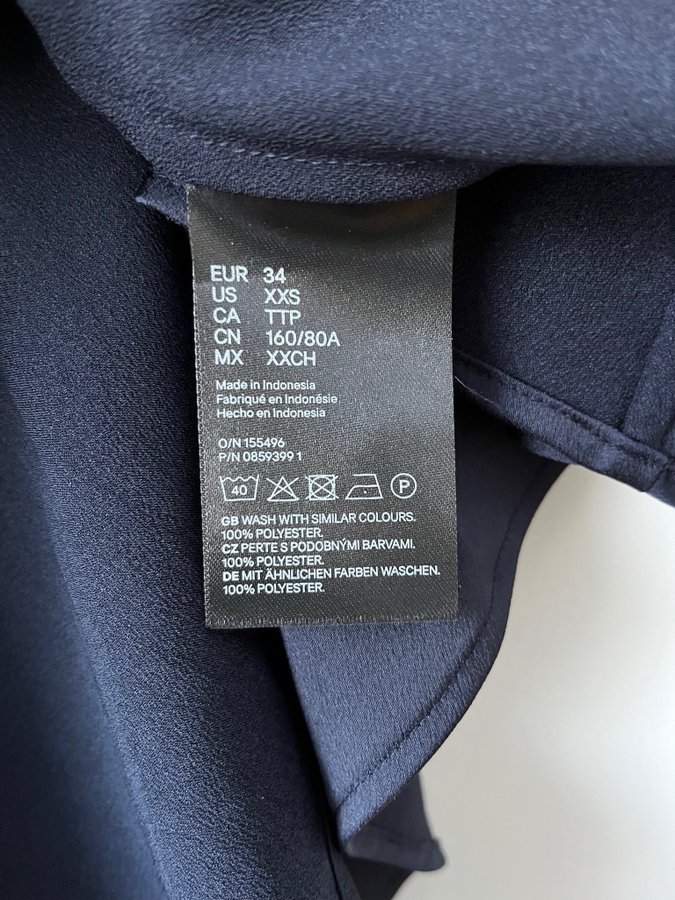 EUR 34
US XXS
CA TTP
CN 160/80A
MX XXCH
Made in Indonesia
Fabriqué en Indonésie
Hecho en Indonesia
O/N 155496
P/N 0859399 1
40 P
GB WASH WITH SIMILAR COLOURS.
100% POLYESTER.
CZ PERTE S PODOBNÝMI BARVAMI.
100% POLYESTER.
DE MIT ÄHNLICHEN FARBEN WASCHEN.
100% POLYESTER.